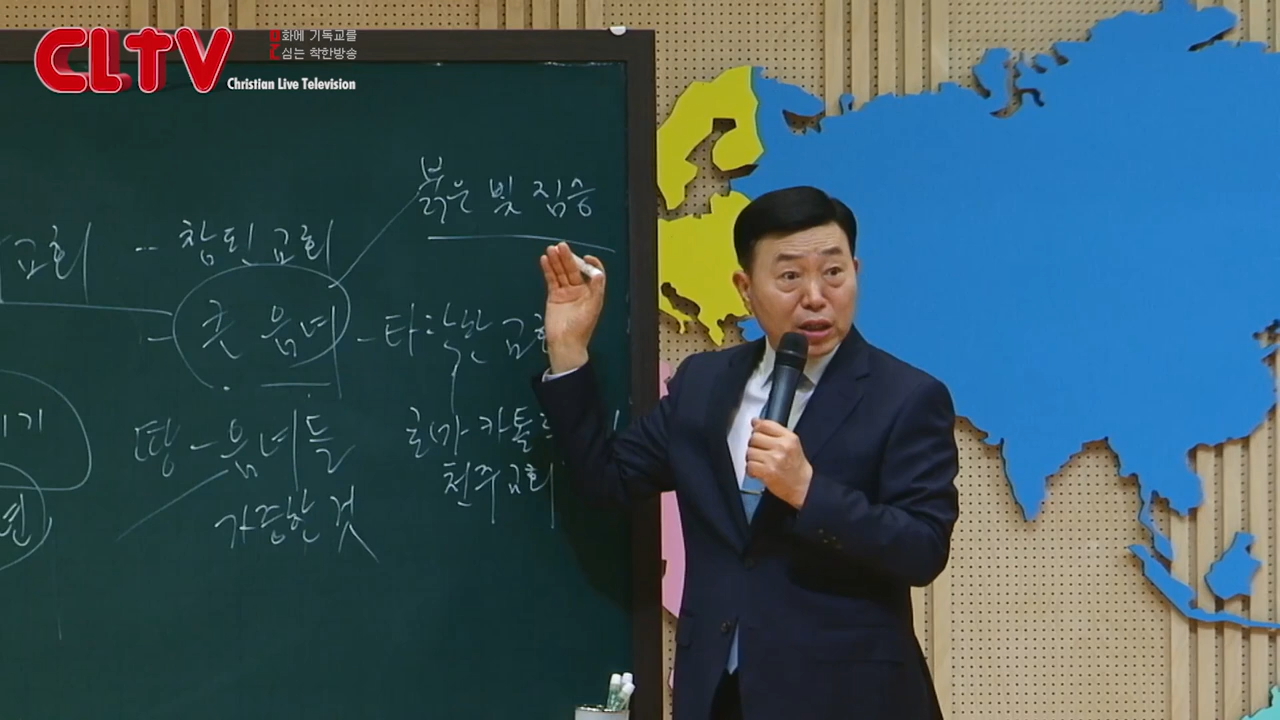 CLTV
문화에 기독교를
심는 착한방송
Christian Live Television
붉은 빛 짐승
교회 -- 참된 교회
큰 음녀 - 타락한 교회
땅 - 음녀들
가증한 것
로마 카톨릭
천주교회